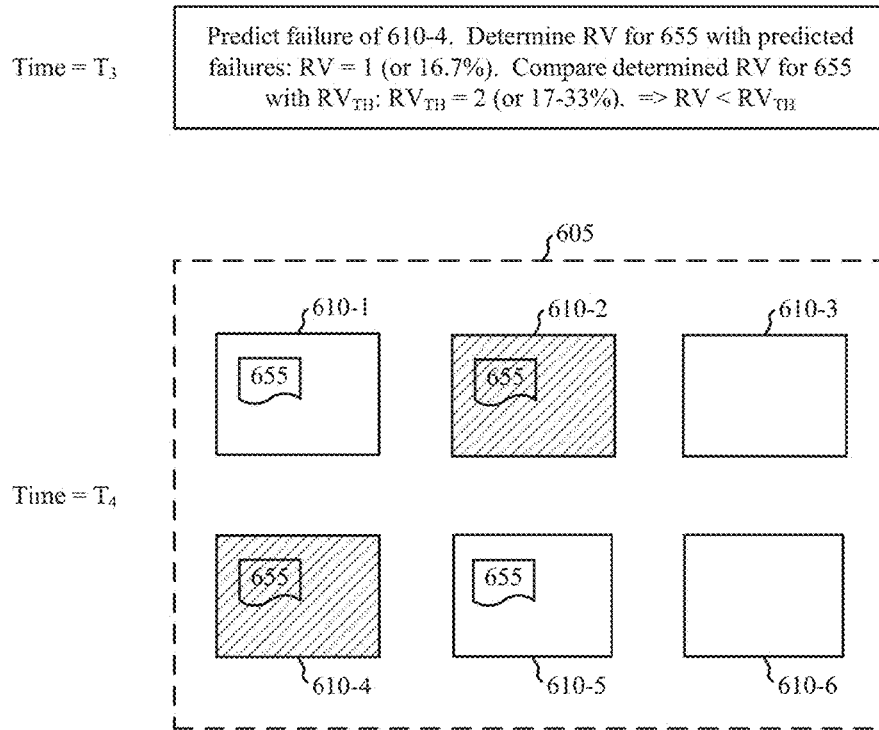 Time = T3
Predict failure of 610-4. Determine RV for 655 with predicted
failures: RV = 1 (or 16.7%). Compare determined RV for 655
with RVTH: RVTH = 2 (or 17-33%). => RV < RVTH
605
610-1
610-2
610-3
655
655
Time = T4
655
655
610-4
610-5
610-6